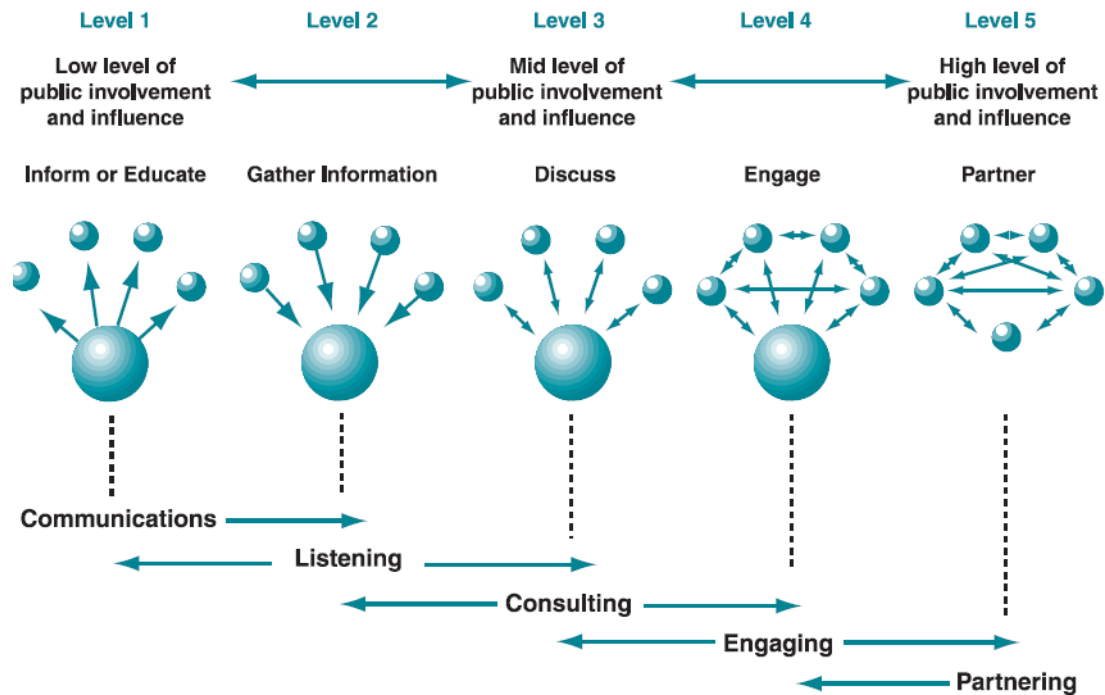 Level 1
Level 2
Level 3
Level 4
Level 5
Low level of
public involvement
and influence
Mid level of
public involvement
and influence
High level of
public involvement
and influence
Inform or Educate
Gather Information
Discuss
Engage
Partner
Communications
Listening
Consulting
Engaging
Partnering